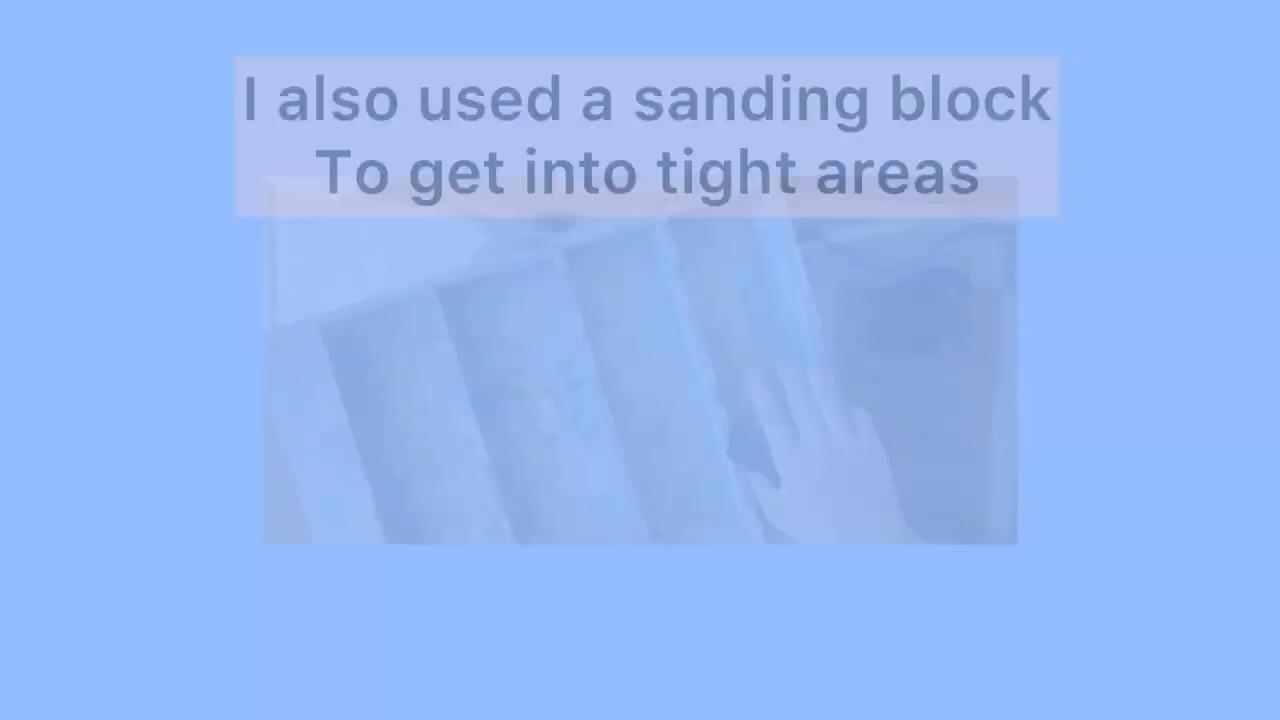 I also used a sanding block
To get into tight areas